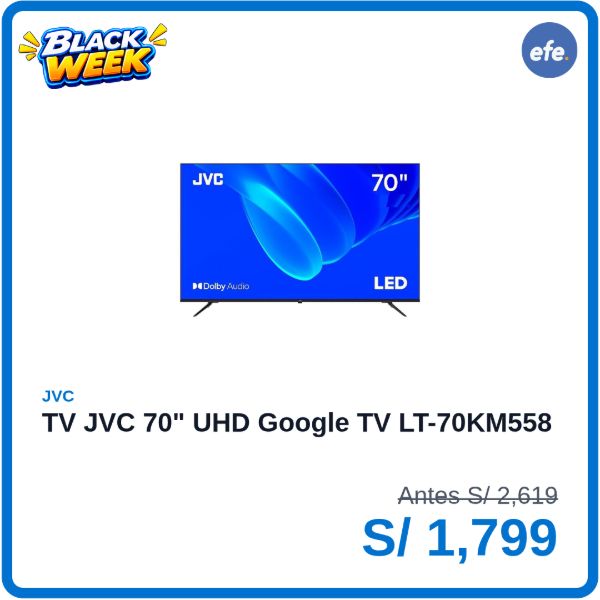 BLACK
WEEK
efe.
JVC
70"
Dolby Audio
LED
JVC
TV JVC 70" UHD Google TV LT-70KM558
Antes S/ 2,619
S/ 1,799